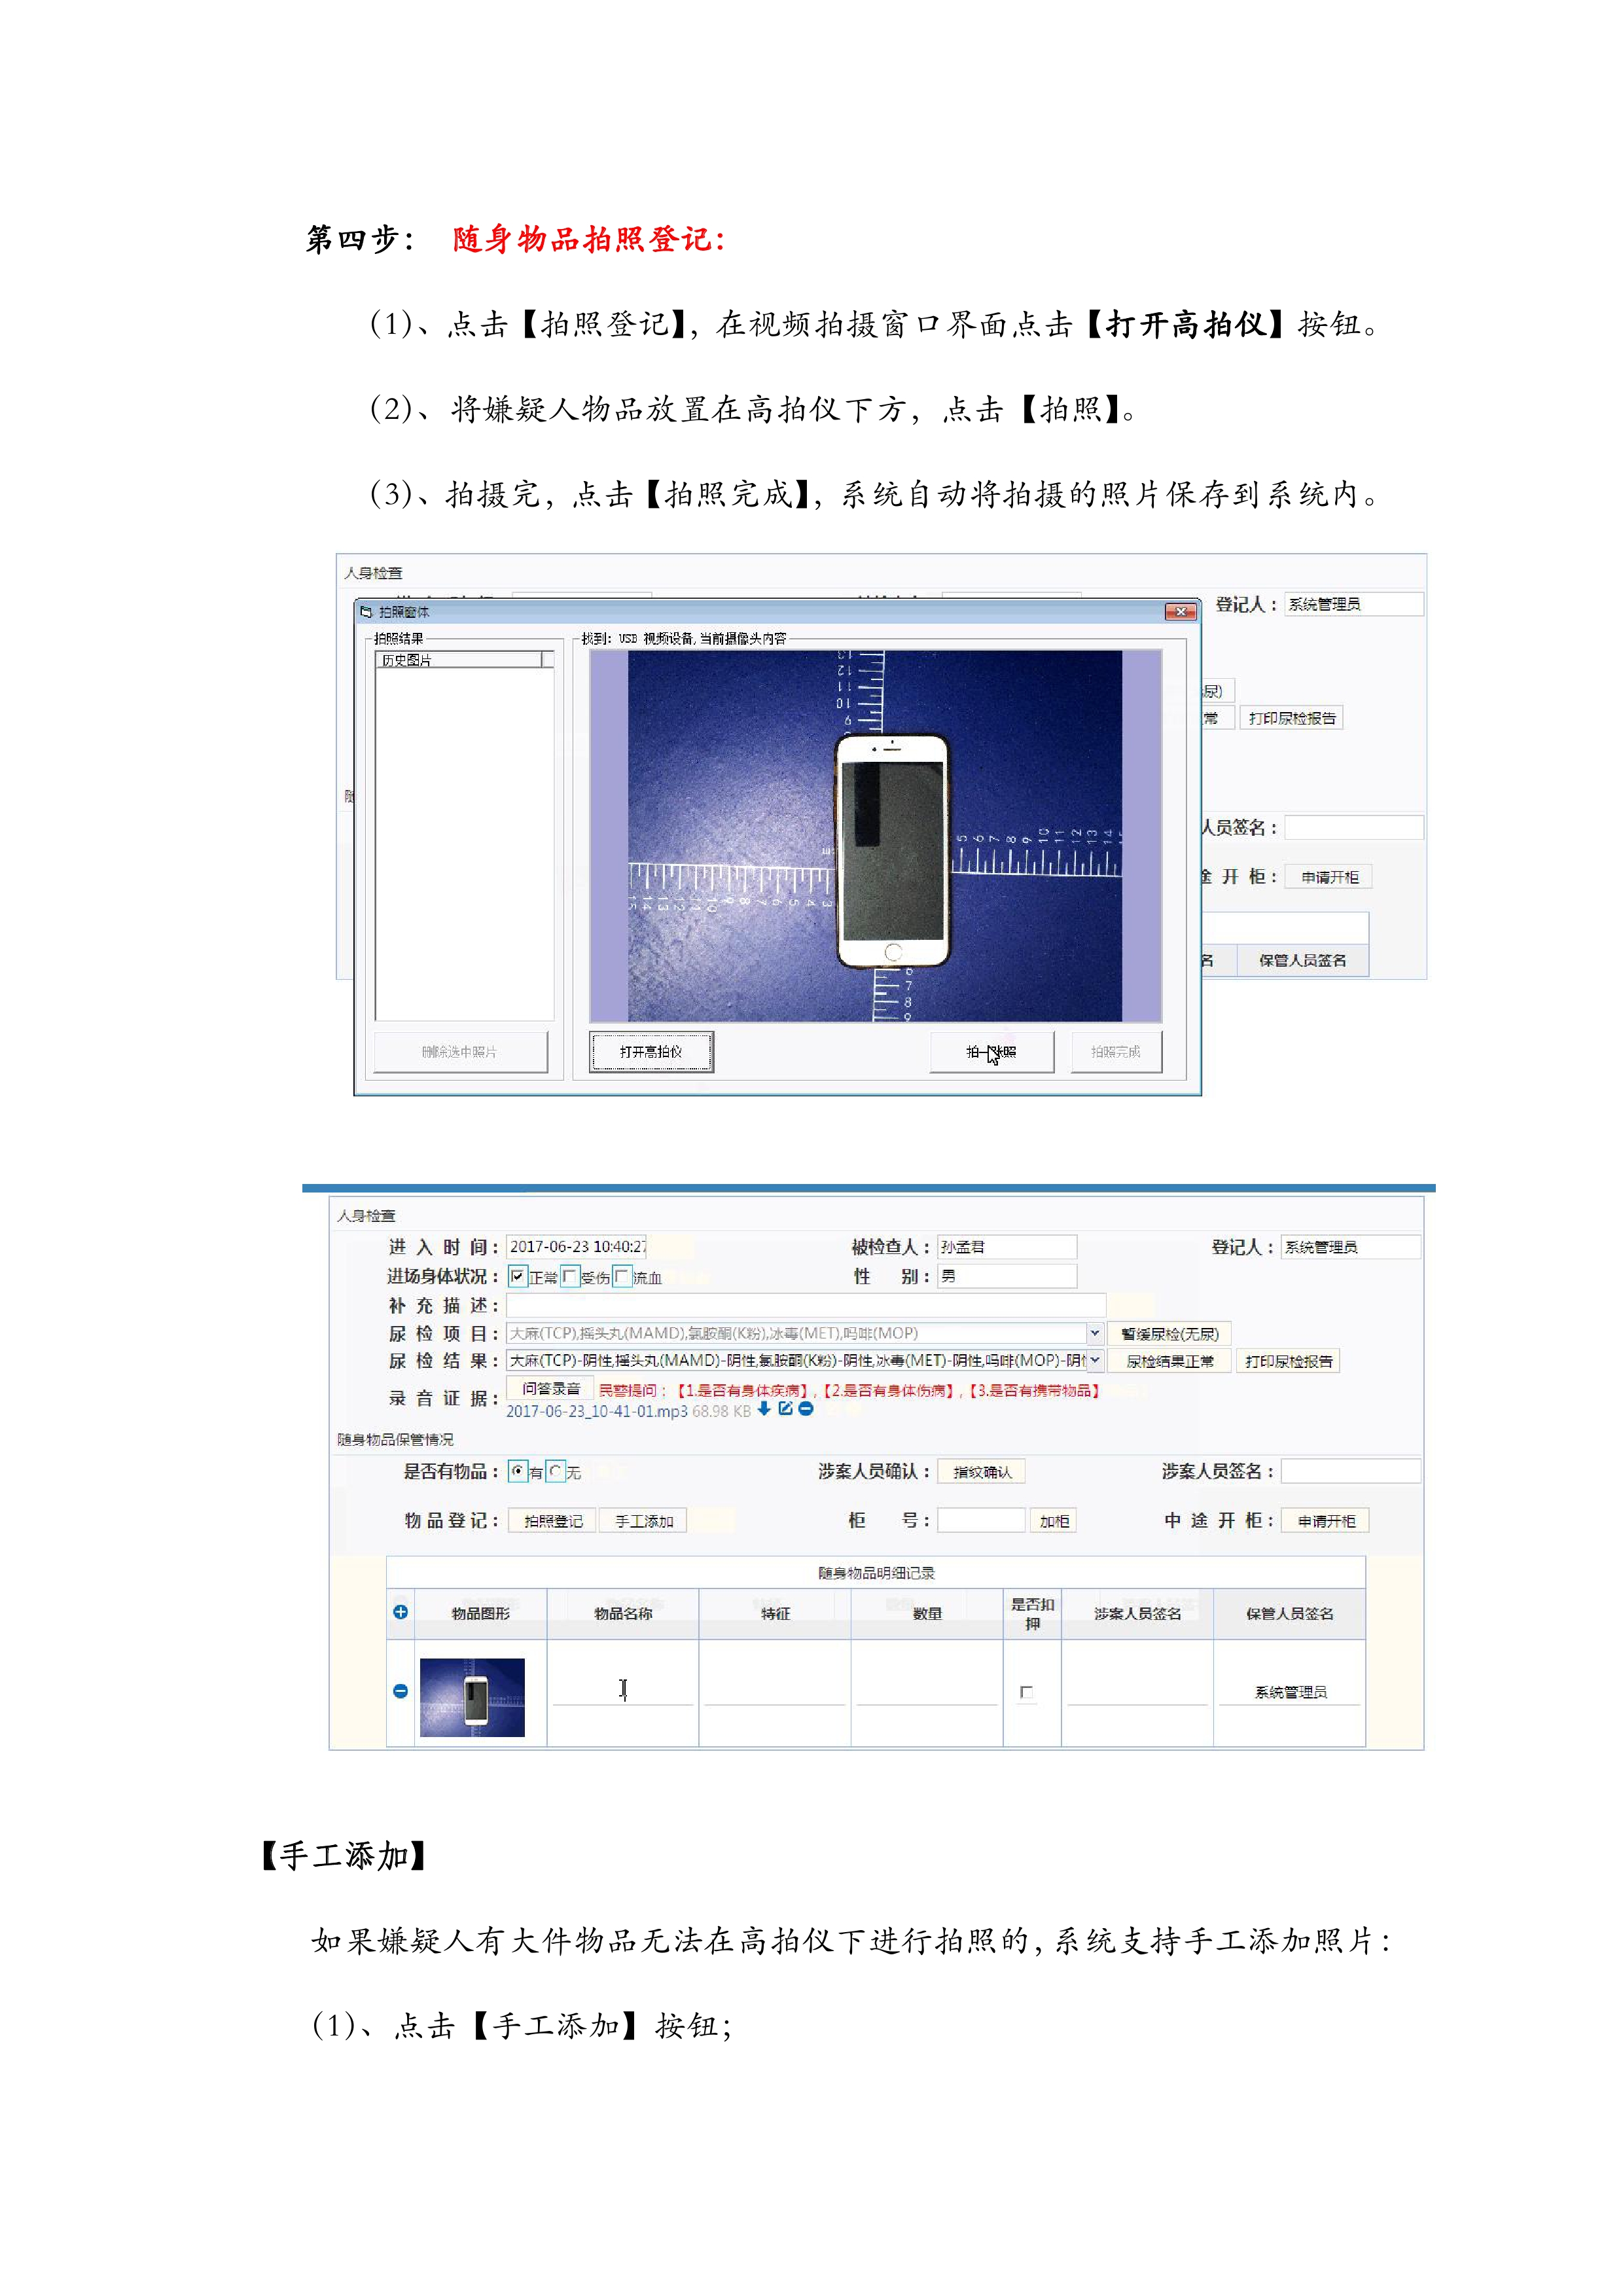 第四步： 随身物品拍照登记：
(1)、点击【拍照登记】，在视频拍摄窗口界面点击【打开高拍仪】按钮。
(2)、将嫌疑人物品放置在高拍仪下方，点击【拍照】。
(3)、拍摄完，点击【拍照完成】，系统自动将拍摄的照片保存到系统内。
人身检查
登记人： 系统管理员
拍照窗体
拍照结果
找到: USB 视频设备,当前摄像头内容
历史图片
尿)
常 打印尿检报告
人员签名：
途 开 柜： 申请开柜
名 保管人员签名
删除选中照片 打开高拍仪 拍一张照 拍照完成
人身检查
进 入 时 间： 2017-06-23 10:40:27 被检查人： 孙孟君 登记人： 系统管理员
进场身体状况： 正常 受伤 流血 性 别： 男
补 充 描 述：
尿 检 项 目： 大麻(TCP),摇头丸(MAMD),氯胺酮(K粉),冰毒(MET),吗啡(MOP) 暂缓尿检(无尿)
尿 检 结 果： 大麻(TCP)-阴性,摇头丸(MAMD)-阴性,氯胺酮(K粉)-阴性,冰毒(MET)-阴性,吗啡(MOP)-阴 尿检结果正常 打印尿检报告
录 音 证 据： 问答录音 民警提问：【1.是否有身体疾病】,【2.是否有身体伤病】,【3.是否有携带物品】
2017-06-23_10-41-01.mp3 68.98 KB
随身物品保管情况
是否有物品： 有 无 涉案人员确认： 指纹确认 涉案人员签名：
物 品 登 记： 拍照登记 手工添加 柜 号： 加柜 中 途 开 柜： 申请开柜
随身物品明细记录
物品图形 物品名称 特征 数量 是否扣押 涉案人员签名 保管人员签名
系统管理员
【手工添加】
如果嫌疑人有大件物品无法在高拍仪下进行拍照的，系统支持手工添加照片：
(1)、点击【手工添加】按钮；